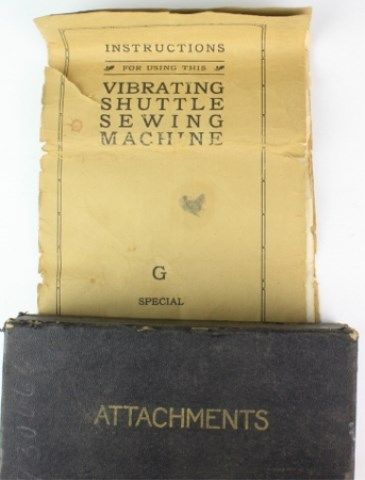 INSTRUCTIONS
FOR USING THIS
VIBRATING
SHUTTLE
SEWING
MACHINE
G
SPECIAL
ATTACHMENTS